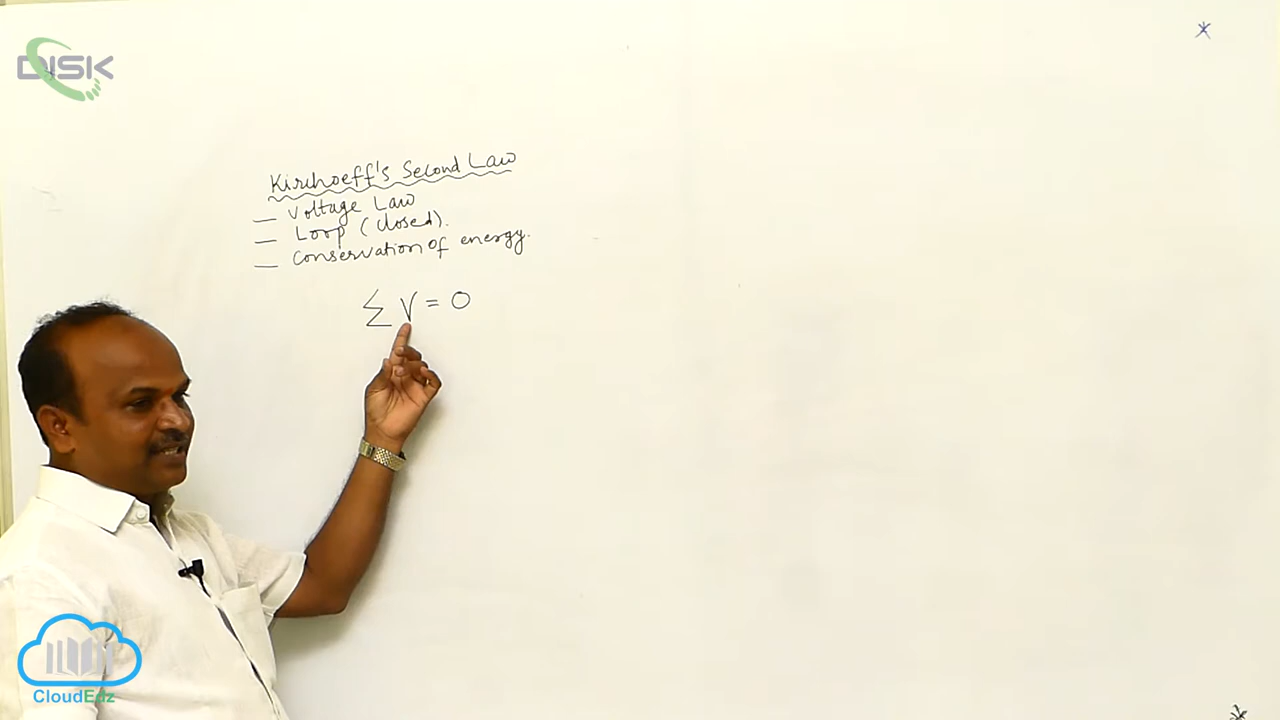 DISK
Kirchoeff's Second Law
— Voltage Law
— Loop (closed).
— Conservation of energy.
∑ V = 0
CloudEdz